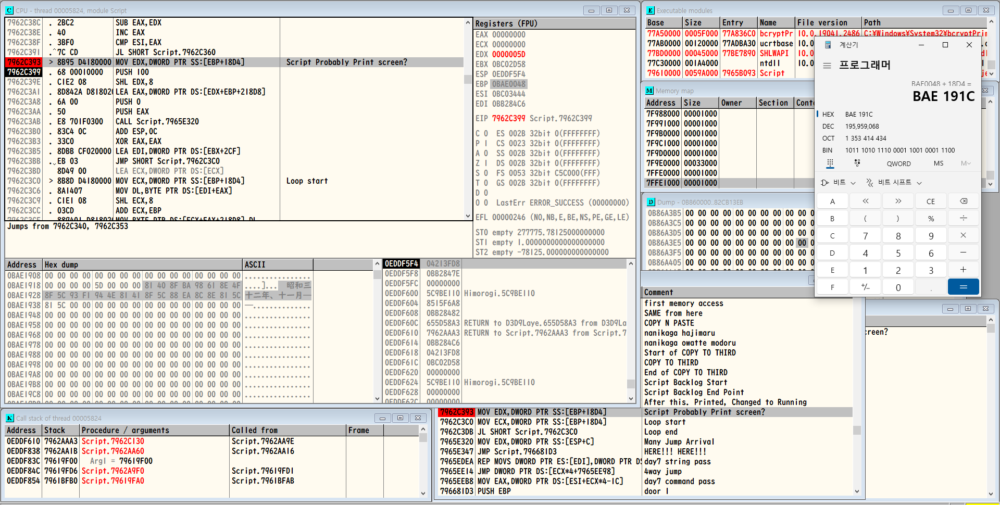 CPU - thread 00005824, module Script
7962C38C . 2BC2 SUB EAX,EDX
7962C38E . 40 INC EAX
7962C38F . 3BF0 CMP ESI,EAX
7962C391 .^7C CD JL SHORT Script.7962C360
7962C393 > 8B95 D4180000 MOV EDX,DWORD PTR SS:[EBP+18D4] Script Probably Print screen?
7962C399 . 68 00010000 PUSH 100
7962C39E . C1E2 08 SHL EDX,8
7962C3A1 . 8D842A D81802 LEA EAX,DWORD PTR DS:[EDX+EBP+218D8]
7962C3A8 . 6A 00 PUSH 0
7962C3AA . 50 PUSH EAX
7962C3AB . E8 701F0300 CALL Script.7965E320
7962C3B0 . 83C4 0C ADD ESP,0C
7962C3B3 . 33C0 XOR EAX,EAX
7962C3B5 . 8DBB CF020000 LEA EDI,DWORD PTR DS:[EBX+2CF]
7962C3BB . EB 03 JMP SHORT Script.7962C3C0
7962C3BD 8D49 00 LEA ECX,DWORD PTR DS:[ECX]
7962C3C0 > 8B8D D4180000 MOV ECX,DWORD PTR SS:[EBP+18D4] Loop start
7962C3C6 . 8A1407 MOV DL,BYTE PTR DS:[EDI+EAX]
7962C3C9 . C1E1 08 SHL ECX,8
7962C3CC . 03CD ADD ECX,EBP
Jumps from 7962C340, 7962C353
Registers (FPU)
EAX 00000000
ECX 00000000
EDX 0000005D
EBX 0BC02D58
ESP 0EDDF5F4
EBP 0BAE0048
ESI 0BC03444
EDI 0BB284C6
EIP 7962C399 Script.7962C399
C 0 ES 002B 32bit 0(FFFFFFFF)
P 1 CS 0023 32bit 0(FFFFFFFF)
A 0 SS 002B 32bit 0(FFFFFFFF)
Z 1 DS 002B 32bit 0(FFFFFFFF)
S 0 FS 0053 32bit C5C000(FFF)
T 0 GS 002B 32bit 0(FFFFFFFF)
D 0
O 0 LastErr ERROR_SUCCESS (00000000)
EFL 00000246 (NO,NB,E,BE,NS,PE,GE,LE)
ST0 empty 277775.78125000000000
ST1 empty 1.0000000000000000000
ST2 empty -78125.000000000000000
Address Hex dump ASCII
0BAE1908 00 00 00 00 00 00 00 00 00 00 00 00 00 00 00 00 ................
0BAE1918 00 00 00 00 5D 00 00 00 81 40 8F BA 98 61 8E 4F ....]... 昭和三
0BAE1928 8F 5C 93 F1 94 4E 81 41 8F 5C 88 EA 8C 8E 81 5C 十二年、十一月―
0BAE1938 81 5C 00 00 00 00 00 00 00 00 00 00 00 00 00 00 ―..............
0BAE1948 00 00 00 00 00 00 00 00 00 00 00 00 00 00 00 00 ................
0BAE1958 00 00 00 00 00 00 00 00 00 00 00 00 00 00 00 00 ................
0BAE1968 00 00 00 00 00 00 00 00 00 00 00 00 00 00 00 00 ................
0BAE1978 00 00 00 00 00 00 00 00 00 00 00 00 00 00 00 00 ................
0BAE1988 00 00 00 00 00 00 00 00 00 00 00 00 00 00 00 00 ................
0BAE1998 00 00 00 00 00 00 00 00 00 00 00 00 00 00 00 00 ................
0BAE19A8 00 00 00 00 00 00 00 00 00 00 00 00 00 00 00 00 ................
0BAE19B8 00 00 00 00 00 00 00 00 00 00 00 00 00 00 00 00 ................
0BAE19C8 00 00 00 00 00 00 00 00 00 00 00 00 00 00 00 00 ................
0EDDF5F4 04213FD8
0EDDF5F8 0BB2847E
0EDDF5FC 00000000
0EDDF600 5C9BE110 Himorogi.5C9BE110
0EDDF604 8515F6A8
0EDDF608 0BB28482
0EDDF60C 655D58A3 RETURN to D3D9Laye.655D58A3 from D3D9La
0EDDF610 7962AAA3 RETURN to Script.7962AAA3 from Script.7
0EDDF614 0BB284C6
0EDDF618 04213FD8
0EDDF61C 0BC02D58
0EDDF620 00000000
0EDDF624 5C9BE110 Himorogi.5C9BE110
0EDDF628 00000000
0EDDF62C 00000000
Call stack of thread 00005824
Address Stack Procedure / arguments Called from Frame
0EDDF610 7962AAA3 Script.7962C130 Script.7962AA9E
0EDDF838 7962AA1B Script.7962AA60 Script.7962AA16
0EDDF83C 79619F00 Arg1 = 79619F00
0EDDF84C 79619FD6 Script.7962A9F0 Script.79619FD1
0EDDF854 7961BFB0 Script.79619FA0 Script.7961BFAB
Executable modules
Base Size Entry Name File version Path
77A50000 0005F000 77A836C0 bcryptPr 10.0.19041.2486 C:\Windows\System32\bcryptPrim
77AB0000 00120000 77ADBA30 ucrtbase 10.0.
77BD0000 00045000 77BE7890 SHLWAPI 10.0.
77C30000 001A4000 ntdll 10.0.
79610000 0059A000 7965B093 Script
Memory map
Address Size Owner Section Conta
7F988000 00001000
7F991000 00001000
7F9B0000 00001000
7F9C1000 00001000
7F9D0000 00001000
7F9E0000 00033000
7FFE0000 00001000
7FFE1000 00001000
Dump - 0B860000..82CB13EB
0B86A3B5 00 00 00 00 00 00 00 00 00 00 0
0B86A3C5 00 00 00 00 00 00 00 00 00 00 0
0B86A3D5 00 00 00 00 00 00 00 00 00 00 0
0B86A3E5 00 00 00 00 00 00 00 00 00 00 0
0B86A3F5 00 00 00 00 00 00 00 00 00 00 0
0B86A405 00 00 00 00 00 00 00 00 00 00 0
Comment
first memory access
SAME from here
COPY N PASTE
nanikaga hajimaru
nanikaga owatte modoru
Start of COPY TO THIRD
COPY TO THIRD
End of COPY TO THIRD
Script Backlog Start
Script Backlog End Point
After this. Printed, Changed to Running
7962C393 MOV EDX,DWORD PTR SS:[EBP+18D4] Script Probably Print screen?
7962C3C0 MOV ECX,DWORD PTR SS:[EBP+18D4] Loop start
7962C3DB JL SHORT Script.7962C3C0 Loop end
7965E320 MOV EDX,DWORD PTR SS:[ESP+C] Many Jump Arrival
7965E347 JMP Script.796681D3 HERE!!! HERE!!!
7965EDEA REP MOVS DWORD PTR ES:[EDI],DWORD PTR DS day7 string pass
7965EE14 JMP DWORD PTR DS:[ECX*4+7965EE98] 4way jump
7965EEB8 MOV EAX,DWORD PTR DS:[ESI+ECX*4-1C] day7 command pass
796681D3 PUSH EBP door 1
creen?
계산기
프로그래머
BAE0048 + 18D4 =
BAE 191C
HEX BAE 191C
DEC 195,959,068
OCT 1 353 414 434
BIN 1011 1010 1110 0001 1001 0001 1100
QWORD MS M
비트 비트 시프트
A << >> CE
B ( ) % ÷
C 7 8 9 ×
D 4 5 6 −
E 1 2 3 +
F +/- 0 . =